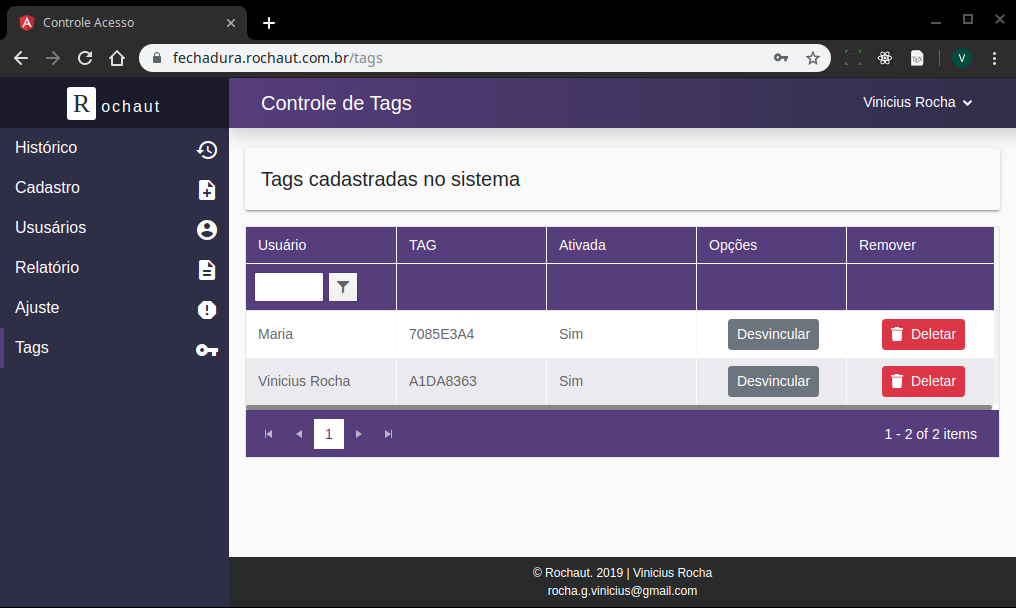 Controle Acesso
fechadura.rochaut.com.br/tags
V
Rochaut
Controle de Tags
Vinicius Rocha
Histórico
Cadastro
Ususários
Relatório
Ajuste
Tags
Tags cadastradas no sistema
Usuário TAG Ativada Opções Remover
Maria 7085E3A4 Sim Desvincular Deletar
Vinicius Rocha A1DA8363 Sim Desvincular Deletar
1 1 - 2 of 2 items
© Rochaut. 2019 | Vinicius Rocha
rocha.g.vinicius@gmail.com